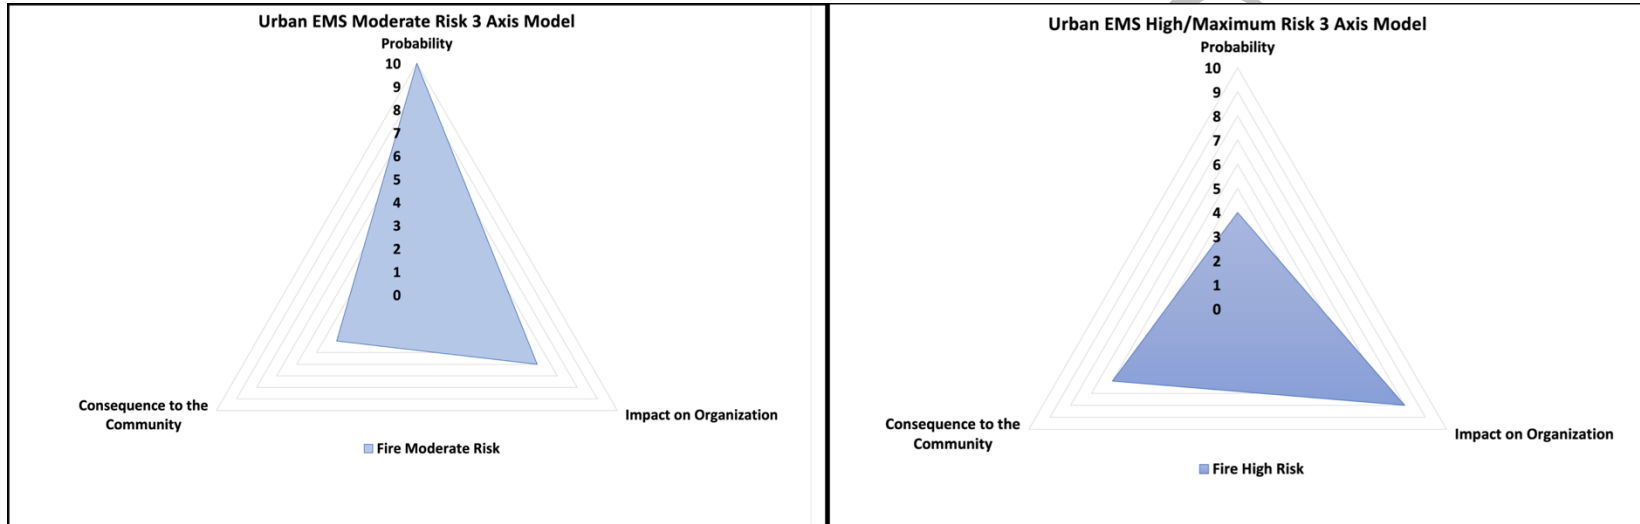 Urban EMS Moderate Risk 3 Axis Model
Probability
10
9
8
7
6
5
4
3
2
1
0
Consequence to the
Community
Impact on Organization
Fire Moderate Risk
Urban EMS High/Maximum Risk 3 Axis Model
Probability
10
9
8
7
6
5
4
3
2
1
0
Consequence to the
Community
Impact on Organization
Fire High Risk